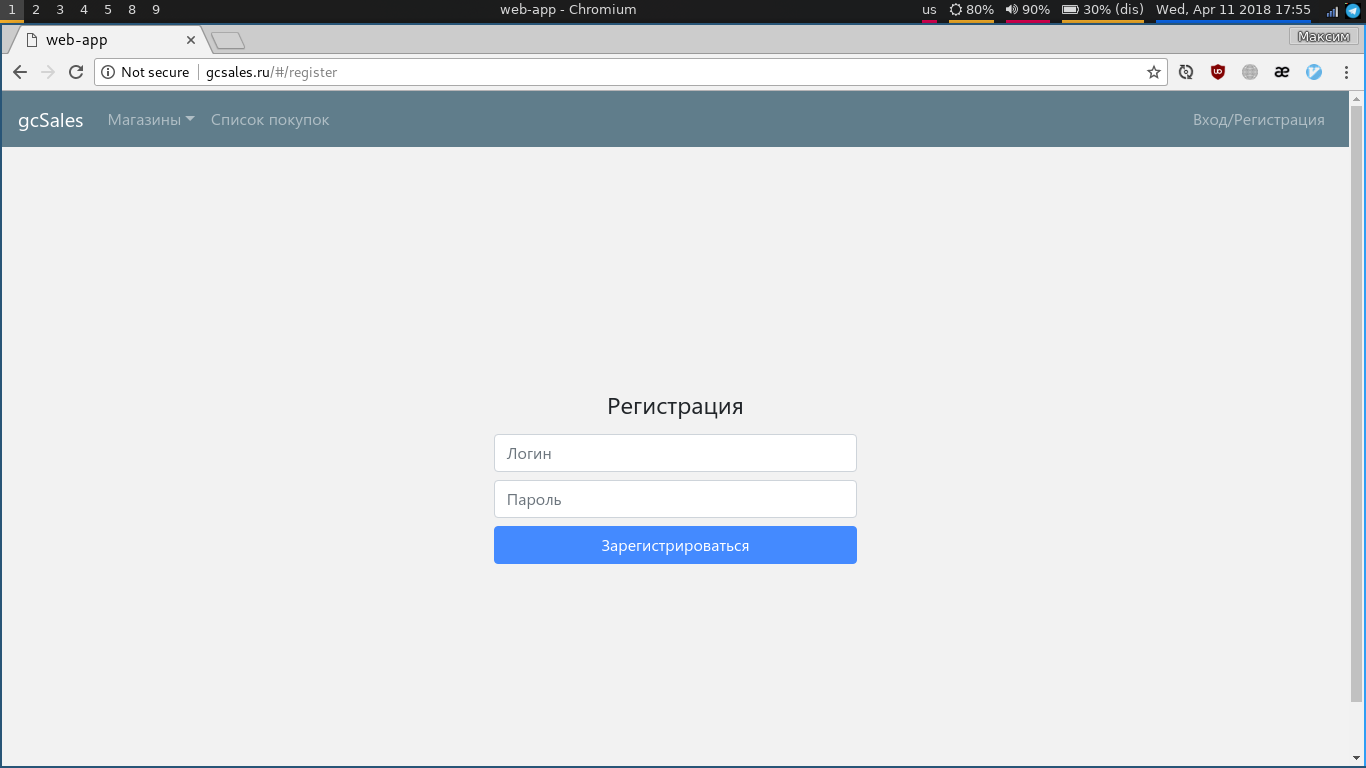 1 2 3 4 5 8 9 web-app - Chromium us 80% 90% 30% (dis) Wed, Apr 11 2018 17:55
web-app Максим
Not secure gcsales.ru/#/register
gcSales Магазины Список покупок Вход/Регистрация
Регистрация
Логин
Пароль
Зарегистрироваться